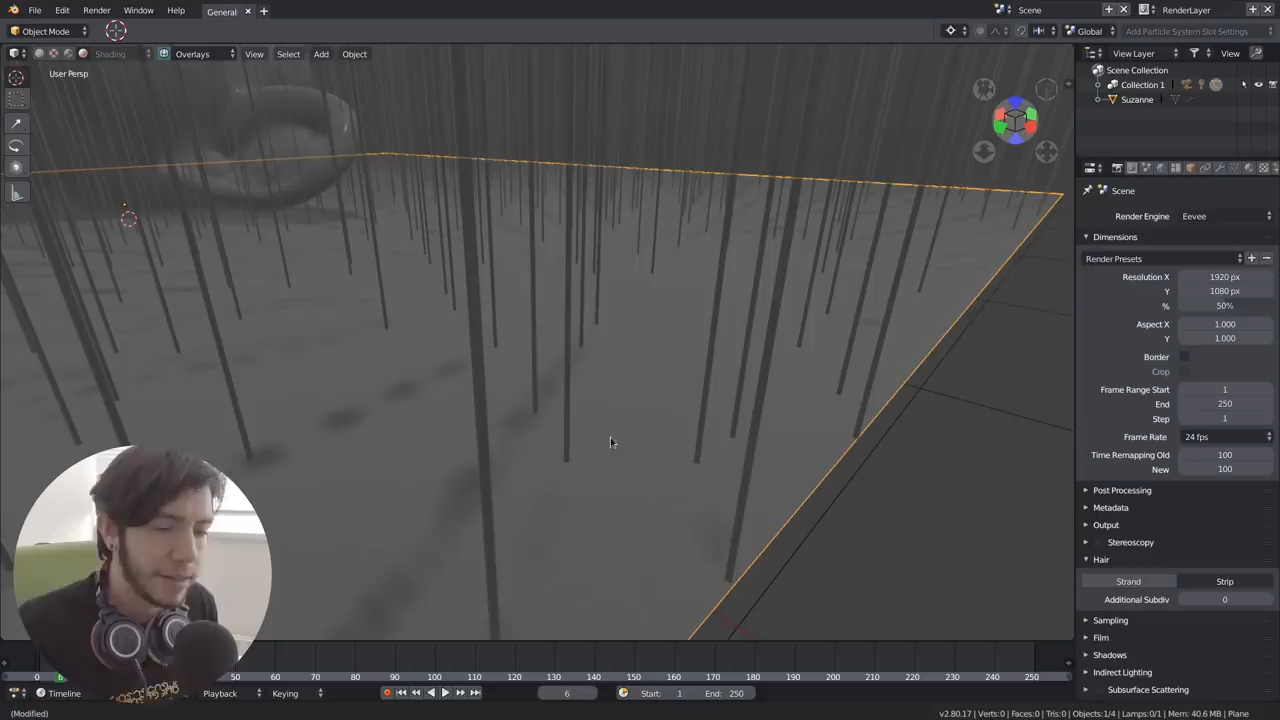 File Edit Render Window Help General Scene RenderLayer
Object Mode Global Add Particle System Slot Settings
Shading Overlays View Select Add Object View Layer View
User Persp
Scene Collection
Collection 1
Suzanne
Scene
Render Engine Eevee
Dimensions
Render Presets
Resolution X 1920 px
Y 1080 px
% 50%
Aspect X 1.000
Y 1.000
Border
Crop
Frame Range Start 1
End 250
Step 1
Frame Rate 24 fps
Time Remapping Old 100
New 100
Post Processing
Metadata
Output
Stereoscopy
Hair
Strand Strip
Additional Subdiv 0
Sampling
Film
Shadows
Indirect Lighting
Subsurface Scattering
0 6 50 60 70 80 90 100 110 120 130 140 150 160 170 180 190 200 210 220 230 240 250
Timeline Playback Keying 6 Start: 1 End: 250
(Modified) v2.80.17 | Verts:0 | Faces:0 | Tris:0 | Objects:1/4 | Lamps:0/1 | Mem: 40.6 MB | Plane